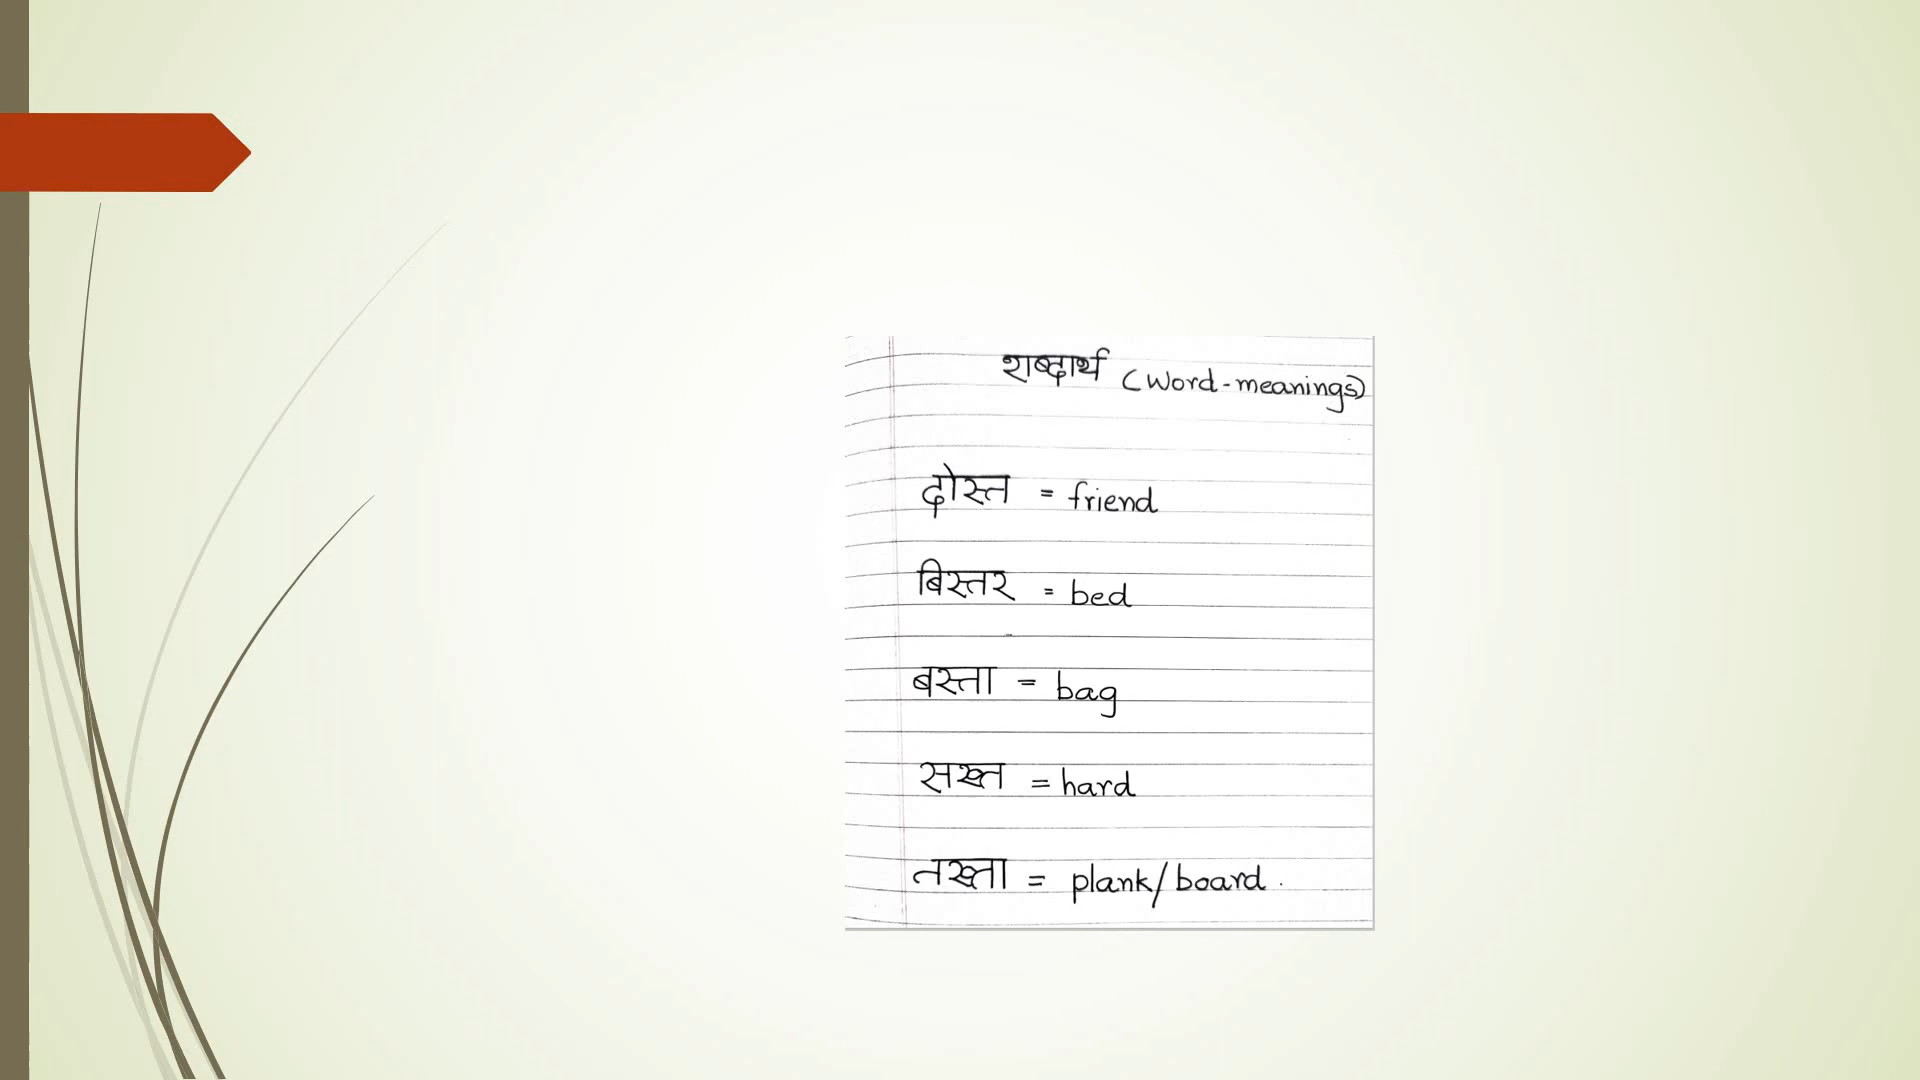 शब्दार्थ (Word-meanings)
दोस्त = friend
बिस्तर = bed
बस्ता = bag
सख्त = hard
तख्ता = plank/board.